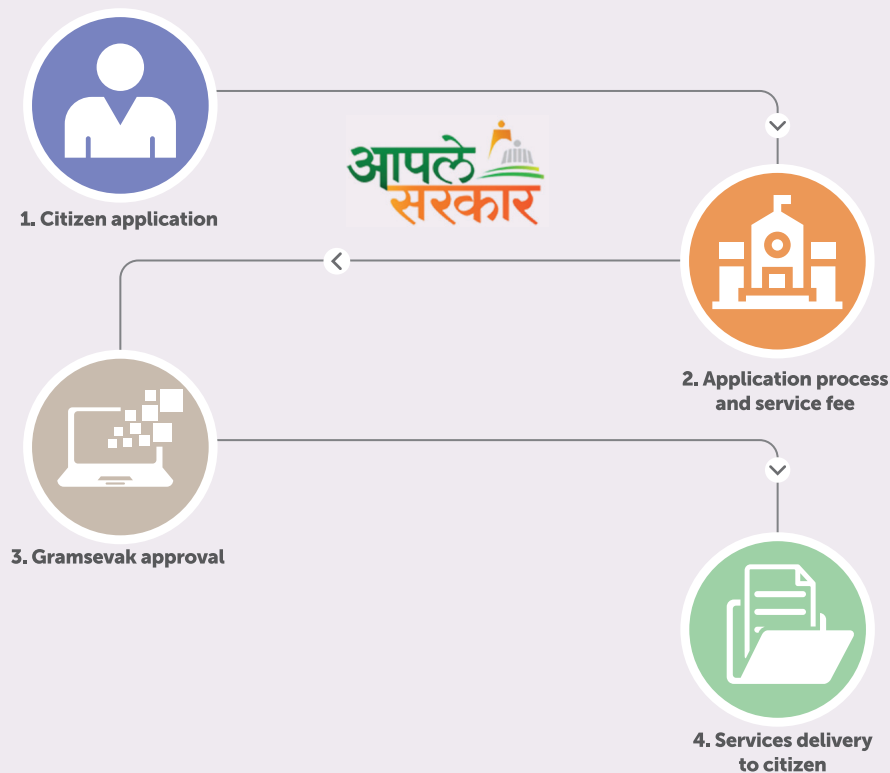 1. Citizen application
आपले
सरकार
2. Application process
and service fee
3. Gramsevak approval
4. Services delivery
to citizen